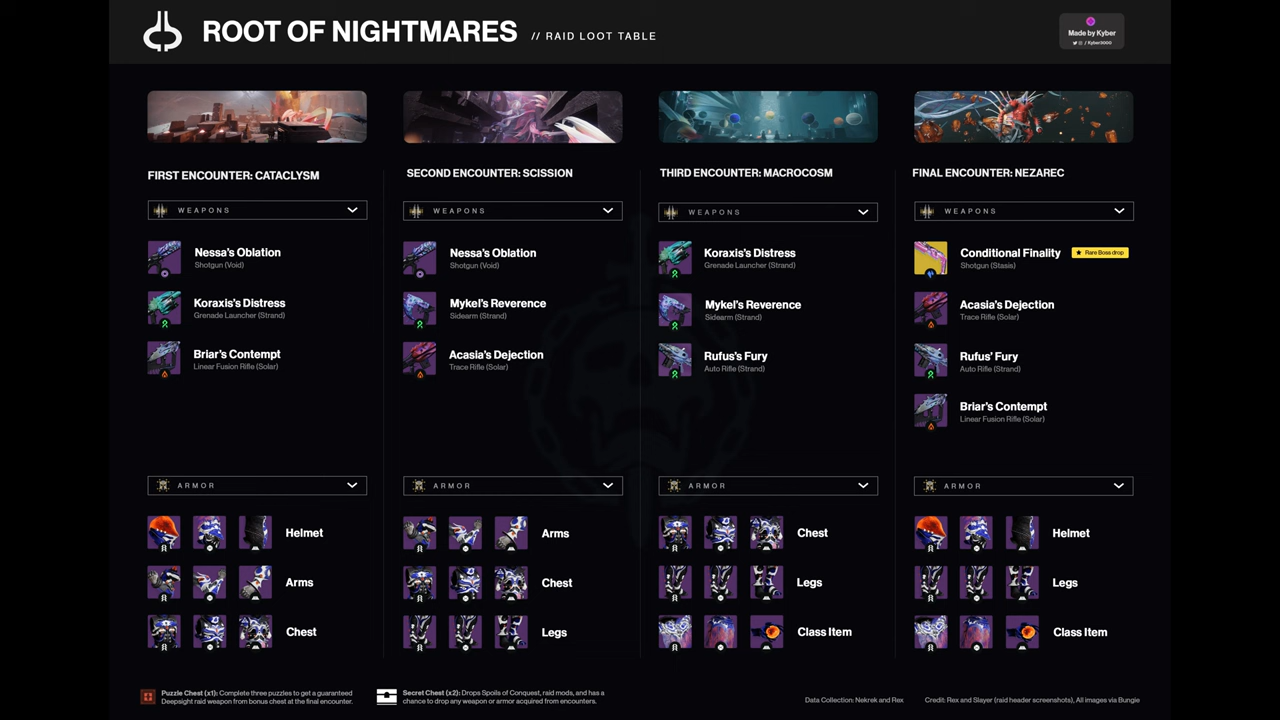 ROOT OF NIGHTMARES // RAID LOOT TABLE
Made by Kyber
/ Kyber3000
FIRST ENCOUNTER: CATACLYSM
WEAPONS
Nessa's Oblation
Shotgun (Void)
Koraxis's Distress
Grenade Launcher (Strand)
Briar's Contempt
Linear Fusion Rifle (Solar)
ARMOR
Helmet
Arms
Chest
SECOND ENCOUNTER: SCISSION
WEAPONS
Nessa's Oblation
Shotgun (Void)
Mykel's Reverence
Sidearm (Strand)
Acasia's Dejection
Trace Rifle (Solar)
ARMOR
Arms
Chest
Legs
THIRD ENCOUNTER: MACROCOSM
WEAPONS
Koraxis's Distress
Grenade Launcher (Strand)
Mykel's Reverence
Sidearm (Strand)
Rufus's Fury
Auto Rifle (Strand)
ARMOR
Chest
Legs
Class Item
FINAL ENCOUNTER: NEZAREC
WEAPONS
Conditional Finality
Rare Boss drop
Shotgun (Stasis)
Acasia's Dejection
Trace Rifle (Solar)
Rufus' Fury
Auto Rifle (Strand)
Briar's Contempt
Linear Fusion Rifle (Solar)
ARMOR
Helmet
Legs
Class Item
Puzzle Chest (x1): Complete three puzzles to get a guaranteed
Deepsight raid weapon from bonus chest at the final encounter.
Secret Chest (x2): Drops Spoils of Conquest, raid mods, and has a
chance to drop any weapon or armor acquired from encounters.
Data Collection: Nekrek and Rex
Credit: Rex and Slayer (raid header screenshots), All images via Bungie